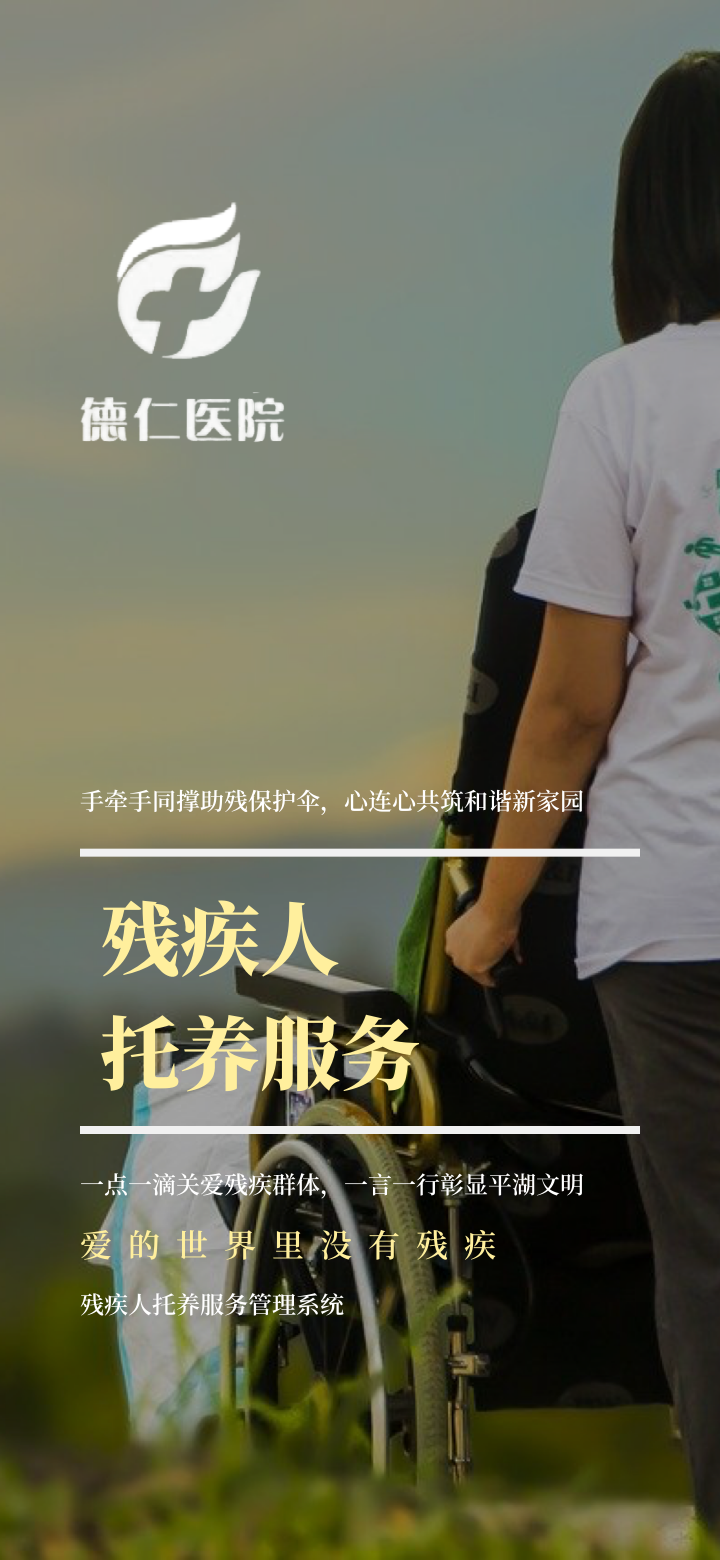 德仁医院
手牵手同撑助残保护伞，心连心共筑和谐新家园
残疾人
托养服务
一点一滴关爱残疾群体，一言一行彰显平湖文明
爱的世界里没有残疾
残疾人托养服务管理系统